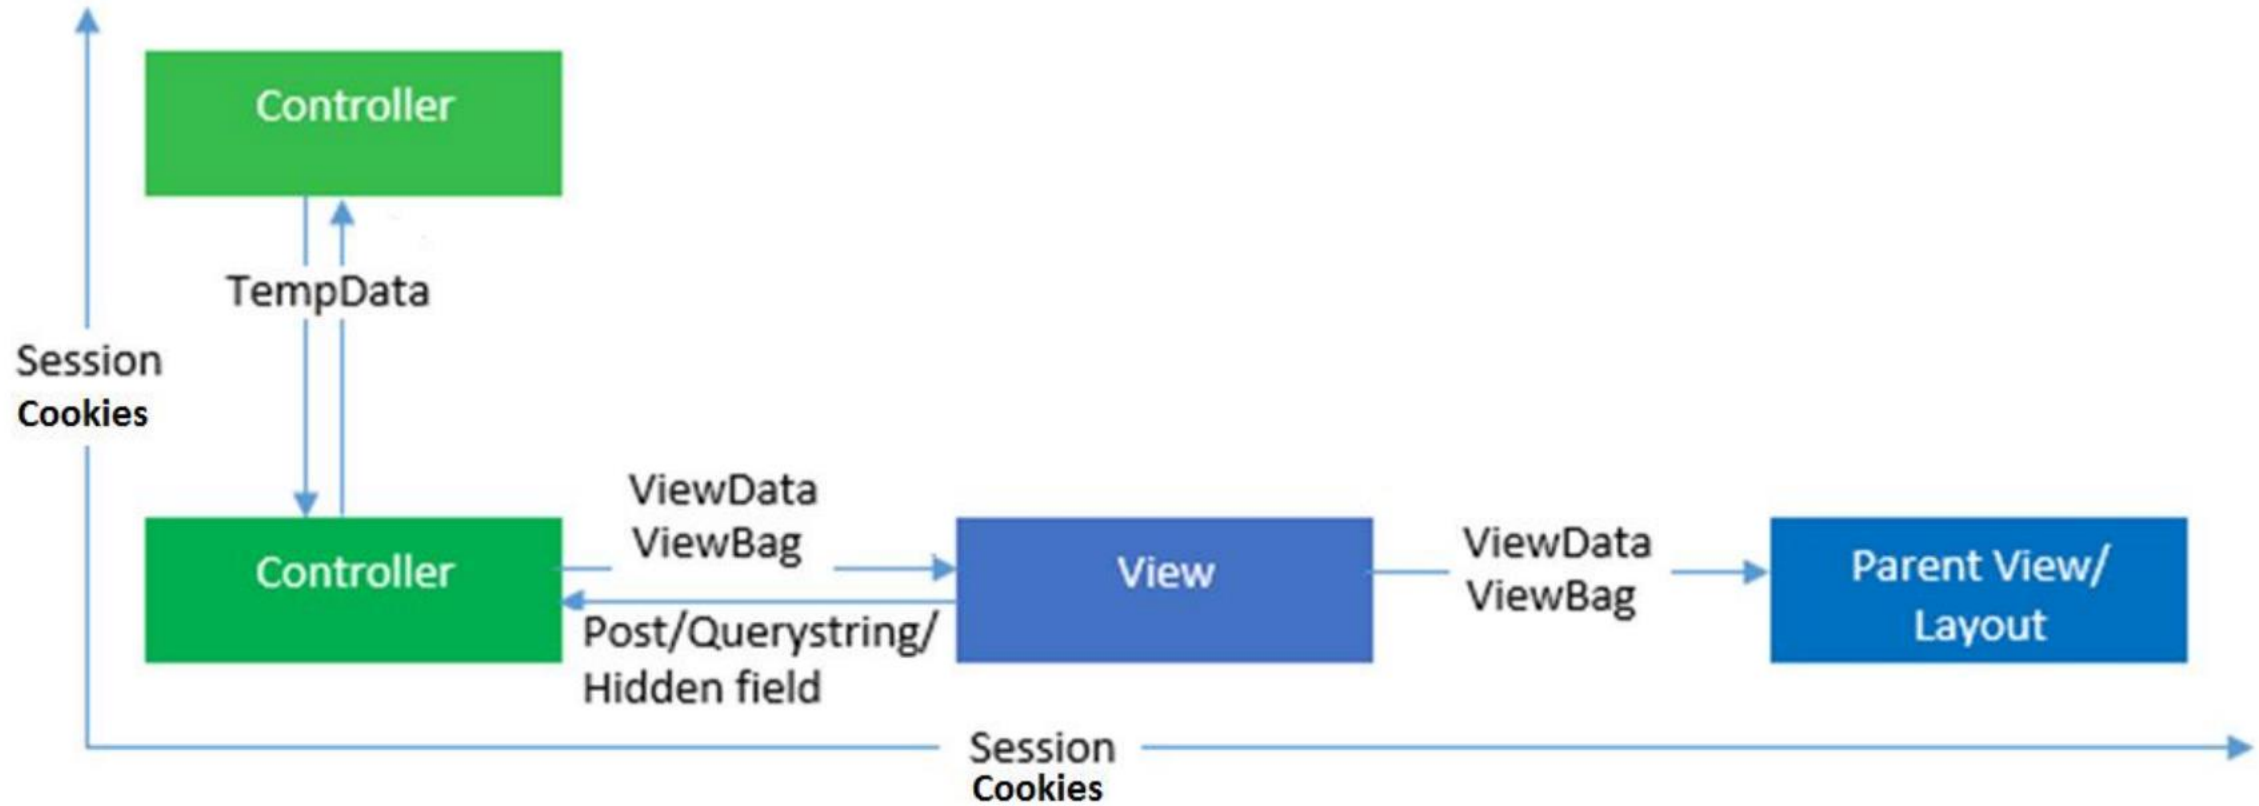 Controller
TempData
Session
Cookies
Controller
ViewData
ViewBag
Post/Querystring/
Hidden field
View
ViewData
ViewBag
Parent View/
Layout
Session
Cookies